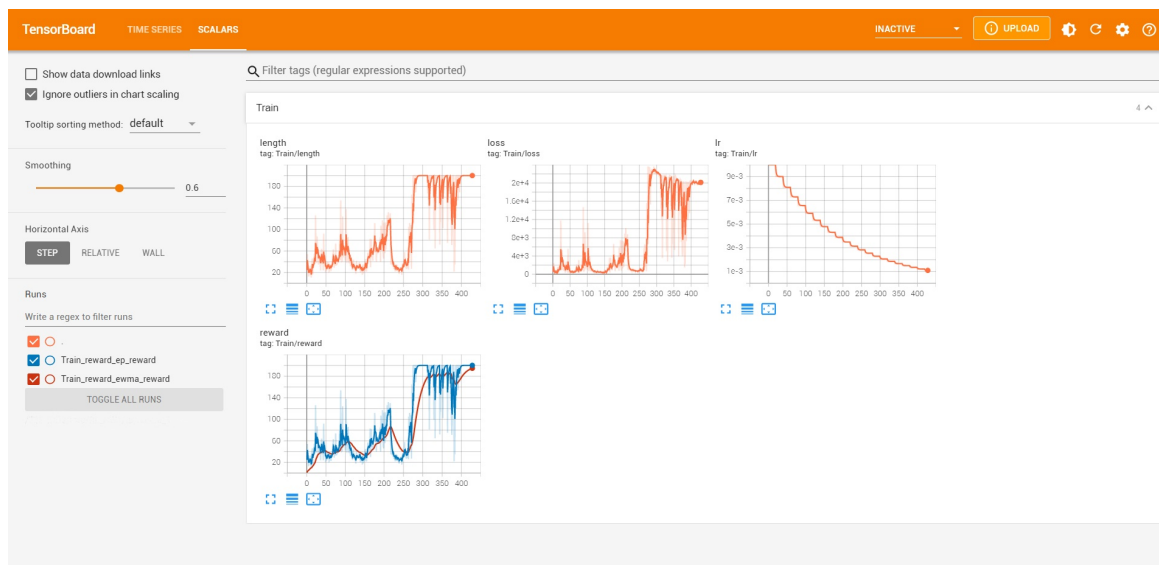 TensorBoard TIME SERIES SCALARS INACTIVE UPLOAD
Show data download links
Ignore outliers in chart scaling
Tooltip sorting method: default
Smoothing
0.6
Horizontal Axis
STEP RELATIVE WALL
Runs
Write a regex to filter runs
.
Train_reward_ep_reward
Train_reward_ewma_reward
TOGGLE ALL RUNS
Filter tags (regular expressions supported)
Train 4
length
tag: Train/length
180
140
100
60
20
0 50 100 150 200 250 300 350 400
loss
tag: Train/loss
2e+4
1.6e+4
1.2e+4
8e+3
4e+3
0
0 50 100 150 200 250 300 350 400
lr
tag: Train/lr
9e-3
7e-3
5e-3
3e-3
1e-3
0 50 100 150 200 250 300 350 400
reward
tag: Train/reward
180
140
100
60
20
0 50 100 150 200 250 300 350 400